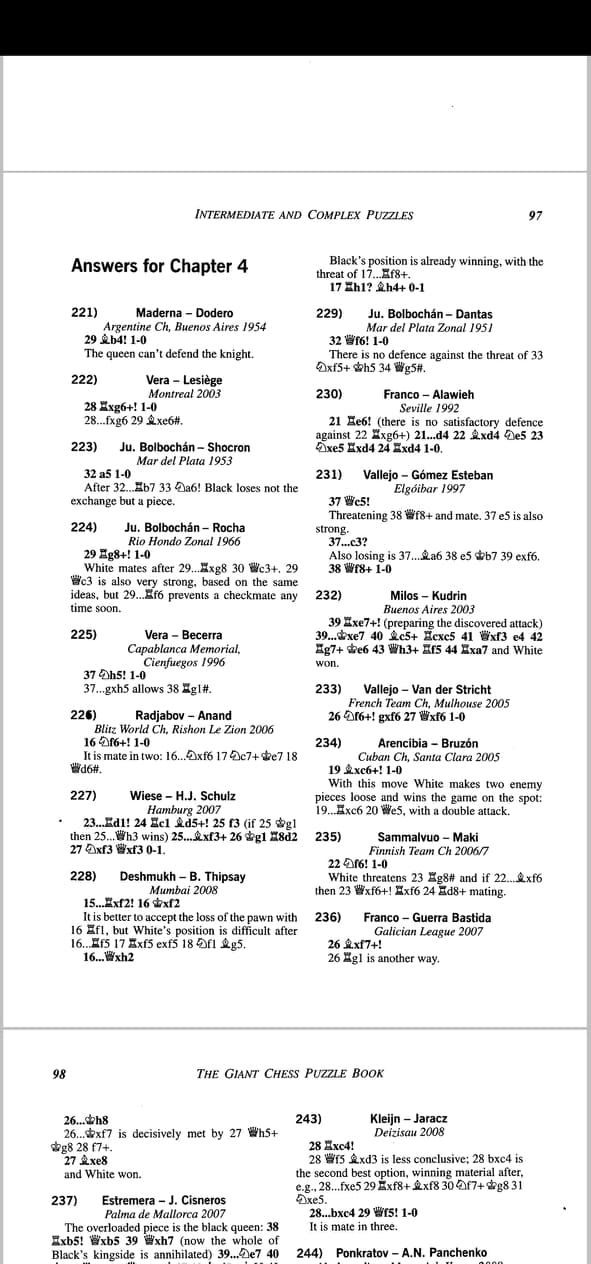 INTERMEDIATE AND COMPLEX PUZZLES 97
Answers for Chapter 4
221) Maderna – Dodero
Argentine Ch, Buenos Aires 1954
29 ♗b4! 1-0
The queen can't defend the knight.
222) Vera – Lesiège
Montreal 2003
28 ♖xg6+! 1-0
28...fxg6 29 ♗xe6#.
223) Ju. Bolbochán – Shocron
Mar del Plata 1953
32 a5 1-0
After 32...♖b7 33 ♘a6! Black loses not the
exchange but a piece.
224) Ju. Bolbochán – Rocha
Rio Hondo Zonal 1966
29 ♖g8+! 1-0
White mates after 29...♖xg8 30 ♕c3+. 29
♕c3 is also very strong, based on the same
ideas, but 29...♖f6 prevents a checkmate any
time soon.
225) Vera – Becerra
Capablanca Memorial,
Cienfuegos 1996
37 ♘h5! 1-0
37...gxh5 allows 38 ♖g1#.
226) Radjabov – Anand
Blitz World Ch, Rishon Le Zion 2006
16 ♘f6+! 1-0
It is mate in two: 16...♘xf6 17 ♘c7+ ♔e7 18
♕d6#.
227) Wiese – H.J. Schulz
Hamburg 2007
23...♖d1! 24 ♖c1 ♗d5+! 25 f3 (if 25 ♔g1
then 25...♕h3 wins) 25...♗xf3+ 26 ♔g1 ♖8d2
27 ♘xf3 ♕xf3 0-1.
228) Deshmukh – B. Thipsay
Mumbai 2008
15...♖xf2! 16 ♔xf2
It is better to accept the loss of the pawn with
16 ♖f1, but White's position is difficult after
16...♖f5 17 ♖xf5 exf5 18 ♘f1 ♗g5.
16...♕xh2
Black's position is already winning, with the
threat of 17...♖f8+.
17 ♖h1? ♗h4+ 0-1
229) Ju. Bolbochán – Dantas
Mar del Plata Zonal 1951
32 ♕f6! 1-0
There is no defence against the threat of 33
♘xf5+ ♔h5 34 ♕g5#.
230) Franco – Alawieh
Seville 1992
21 ♖e6! (there is no satisfactory defence
against 22 ♖xg6+) 21...d4 22 ♗xd4 ♘e5 23
♘xe5 ♖xd4 24 ♖xd4 1-0.
231) Vallejo – Gómez Esteban
Elgóibar 1997
37 ♕c5!
Threatening 38 ♕f8+ and mate. 37 e5 is also
strong.
37...c3?
Also losing is 37...♗a6 38 e5 ♔b7 39 exf6.
38 ♕f8+ 1-0
232) Milos – Kudrin
Buenos Aires 2003
39 ♖xe7+! (preparing the discovered attack)
39...♔xe7 40 ♗c5+ ♖cxc5 41 ♕xf3 e4 42
♖g7+ ♔e6 43 ♕h3+ ♖f5 44 ♖xa7 and White
won.
233) Vallejo – Van der Stricht
French Team Ch, Mulhouse 2005
26 ♘f6+! gxf6 27 ♕xf6 1-0
234) Arencibia – Bruzón
Cuban Ch, Santa Clara 2005
19 ♗xc6+! 1-0
With this move White makes two enemy
pieces loose and wins the game on the spot:
19...♖xc6 20 ♕e5, with a double attack.
235) Sammalvuo – Maki
Finnish Team Ch 2006/7
22 ♘f6! 1-0
White threatens 23 ♖g8# and if 22...♗xf6
then 23 ♕xf6+! ♖xf6 24 ♖d8+ mating.
236) Franco – Guerra Bastida
Galician League 2007
26 ♗xf7+!
26 ♖g1 is another way.
98 THE GIANT CHESS PUZZLE BOOK
26...♔h8
26...♔xf7 is decisively met by 27 ♕h5+
♔g8 28 f7+.
27 ♗xe8
and White won.
237) Estremera – J. Cisneros
Palma de Mallorca 2007
The overloaded piece is the black queen: 38
♖xb5! ♕xb5 39 ♕xh7 (now the whole of
Black's kingside is annihilated) 39...♘e7 40
243) Kleijn – Jaracz
Deizisau 2008
28 ♖xc4!
28 ♕f5 ♗xd3 is less conclusive; 28 bxc4 is
the second best option, winning material after,
e.g., 28...fxe5 29 ♖xf8+ ♗xf8 30 ♘f7+ ♔g8 31
♘xe5.
28...bxc4 29 ♕f5! 1-0
It is mate in three.
244) Ponkratov – A.N. Panchenko